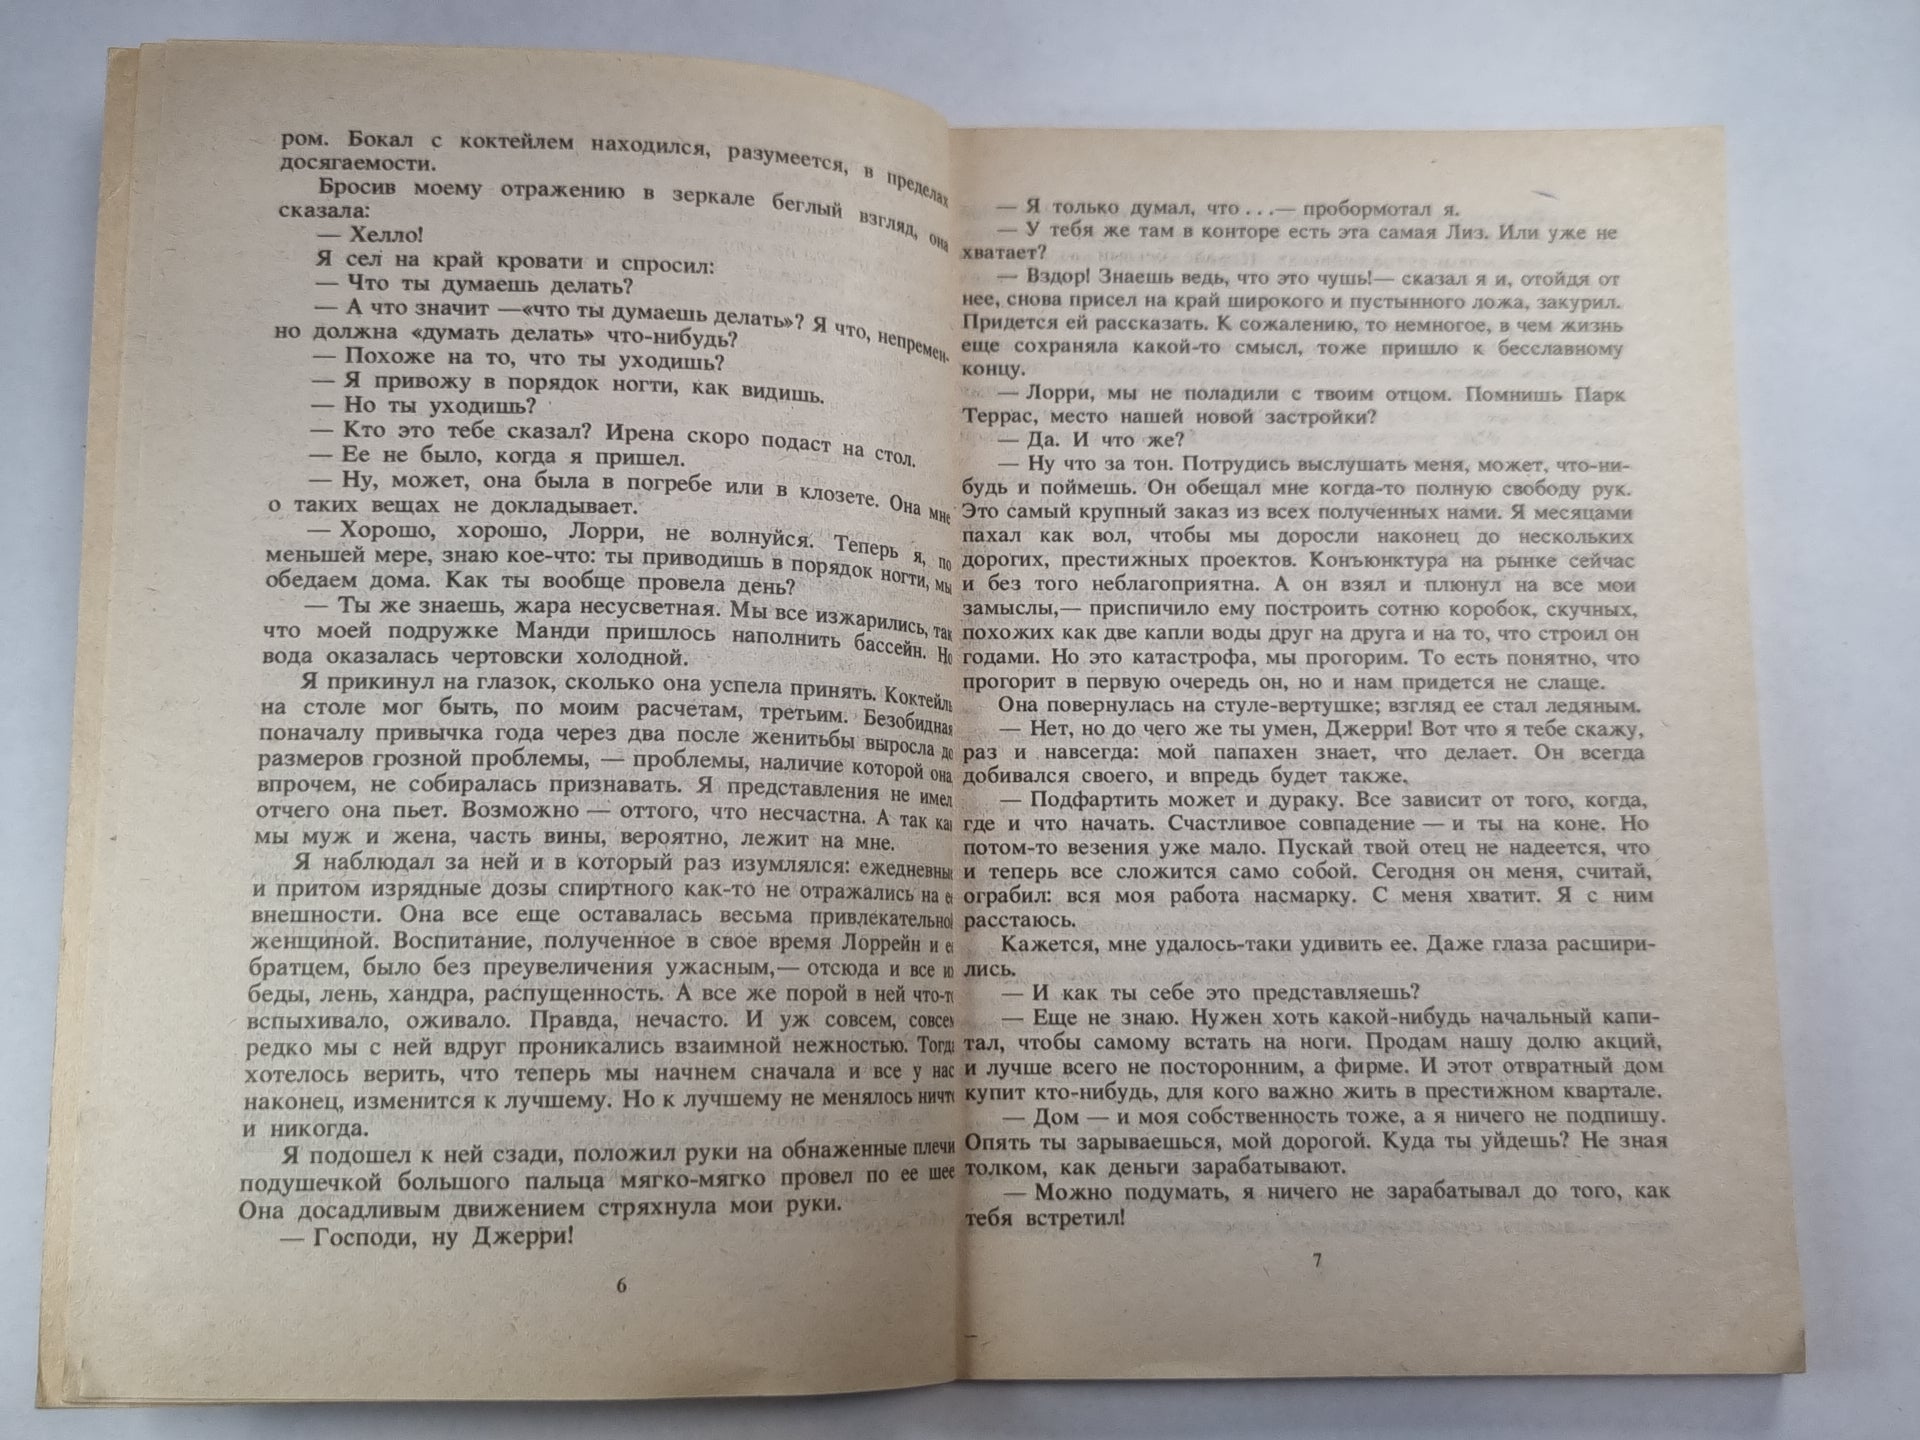 ром. Бокал с коктейлем находился, разумеется, в пределах
досягаемости.
Бросив моему отражению в зеркале беглый взгляд, она
сказала:
— Хелло!
Я сел на край кровати и спросил:
— Что ты думаешь делать?
— А что значит —«что ты думаешь делать»? Я что, непремен-
но должна «думать делать» что-нибудь?
— Похоже на то, что ты уходишь?
— Я привожу в порядок ногти, как видишь.
— Но ты уходишь?
— Кто это тебе сказал? Ирена скоро подаст на стол.
— Ее не было, когда я пришел.
— Ну, может, она была в погребе или в клозете. Она мне
о таких вещах не докладывает.
— Хорошо, хорошо, Лорри, не волнуйся. Теперь я, по
меньшей мере, знаю кое-что: ты приводишь в порядок ногти, мы
обедаем дома. Как ты вообще провела день?
— Ты же знаешь, жара несусветная. Мы все изжарились, так
что моей подружке Манди пришлось наполнить бассейн. Но
вода оказалась чертовски холодной.
Я прикинул на глазок, сколько она успела принять. Коктейль
на столе мог быть, по моим расчетам, третьим. Безобидная
поначалу привычка года через два после женитьбы выросла до
размеров грозной проблемы, — проблемы, наличие которой она
впрочем, не собиралась признавать. Я представления не имел
отчего она пьет. Возможно — оттого, что несчастна. А так как
мы муж и жена, часть вины, вероятно, лежит на мне.
Я наблюдал за ней и в который раз изумлялся: ежедневные
и притом изрядные дозы спиртного как-то не отражались на ее
внешности. Она все еще оставалась весьма привлекательной
женщиной. Воспитание, полученное в свое время Лоррейн и ее
братцем, было без преувеличения ужасным,— отсюда и все их
беды, лень, хандра, распущенность. А все же порой в ней что-то
вспыхивало, оживало. Правда, нечасто. И уж совсем, совсем
редко мы с ней вдруг проникались взаимной нежностью. Тогда
хотелось верить, что теперь мы начнем сначала и все у нас
наконец, изменится к лучшему. Но к лучшему не менялось ничто
и никогда.
Я подошел к ней сзади, положил руки на обнаженные плечи
подушечкой большого пальца мягко-мягко провел по ее шее
Она досадливым движением стряхнула мои руки.
— Господи, ну Джерри!
6
— Я только думал, что . . .— пробормотал я.
— У тебя же там в конторе есть эта самая Лиз. Или уже не
хватает?
— Вздор! Знаешь ведь, что это чушь!— сказал я и, отойдя от
нее, снова присел на край широкого и пустынного ложа, закурил.
Придется ей рассказать. К сожалению, то немногое, в чем жизнь
еще сохраняла какой-то смысл, тоже пришло к бесславному
концу.
— Лорри, мы не поладили с твоим отцом. Помнишь Парк
Террас, место нашей новой застройки?
— Да. И что же?
— Ну что за тон. Потрудись выслушать меня, может, что-ни-
будь и поймешь. Он обещал мне когда-то полную свободу рук.
Это самый крупный заказ из всех полученных нами. Я месяцами
пахал как вол, чтобы мы доросли наконец до нескольких
дорогих, престижных проектов. Конъюнктура на рынке сейчас
и без того неблагоприятна. А он взял и плюнул на все мои
замыслы,— приспичило ему построить сотню коробок, скучных,
похожих как две капли воды друг на друга и на то, что строил он
годами. Но это катастрофа, мы прогорим. То есть понятно, что
прогорит в первую очередь он, но и нам придется не слаще.
Она повернулась на стуле-вертушке; взгляд ее стал ледяным.
— Нет, но до чего же ты умен, Джерри! Вот что я тебе скажу,
раз и навсегда: мой папахен знает, что делает. Он всегда
добивался своего, и впредь будет также.
— Подфартить может и дураку. Все зависит от того, когда,
где и что начать. Счастливое совпадение — и ты на коне. Но
потом-то везения уже мало. Пускай твой отец не надеется, что
и теперь все сложится само собой. Сегодня он меня, считай,
ограбил: вся моя работа насмарку. С меня хватит. Я с ним
расстаюсь.
Кажется, мне удалось-таки удивить ее. Даже глаза расшири-
лись.
— И как ты себе это представляешь?
— Еще не знаю. Нужен хоть какой-нибудь начальный капи-
тал, чтобы самому встать на ноги. Продам нашу долю акций,
и лучше всего не посторонним, а фирме. И этот отвратный дом
купит кто-нибудь, для кого важно жить в престижном квартале.
— Дом — и моя собственность тоже, а я ничего не подпишу.
Опять ты зарываешься, мой дорогой. Куда ты уйдешь? Не зная
толком, как деньги зарабатывают.
— Можно подумать, я ничего не зарабатывал до того, как
тебя встретил!
7